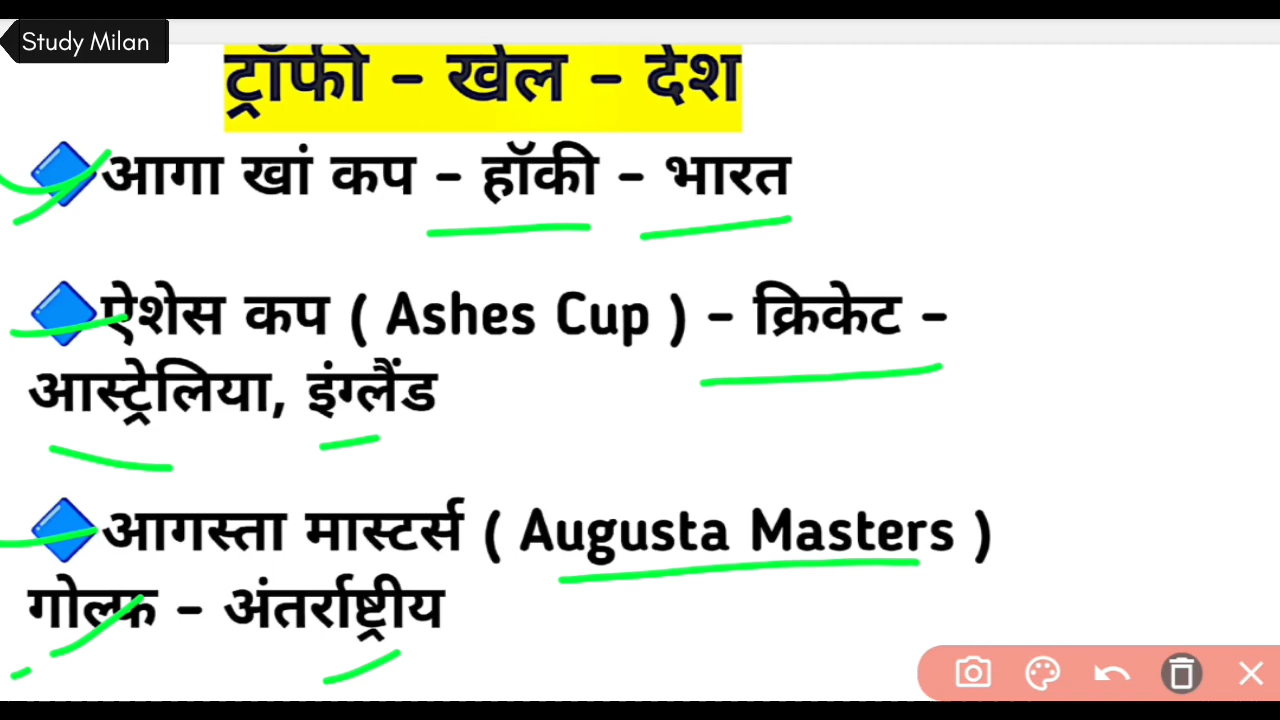 Study Milan
ट्रॉफी – खेल – देश
आगा खां कप – हॉकी – भारत
ऐशेस कप ( Ashes Cup ) – क्रिकेट –
आस्ट्रेलिया, इंग्लैंड
आगस्ता मास्टर्स ( Augusta Masters )
गोल्फ – अंतर्राष्ट्रीय